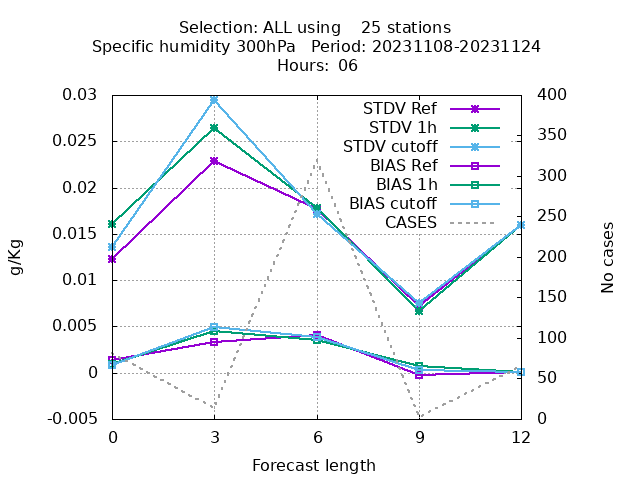 Selection: ALL using    25 stations
Specific humidity 300hPa   Period: 20231108-20231124
Hours:  06
STDV Ref
STDV 1h
STDV cutoff
BIAS Ref
BIAS 1h
BIAS cutoff
CASES
0.03
0.025
0.02
0.015
0.01
0.005
0
-0.005
g/Kg
400
350
300
250
200
150
100
50
0
No cases
0 3 6 9 12
Forecast length